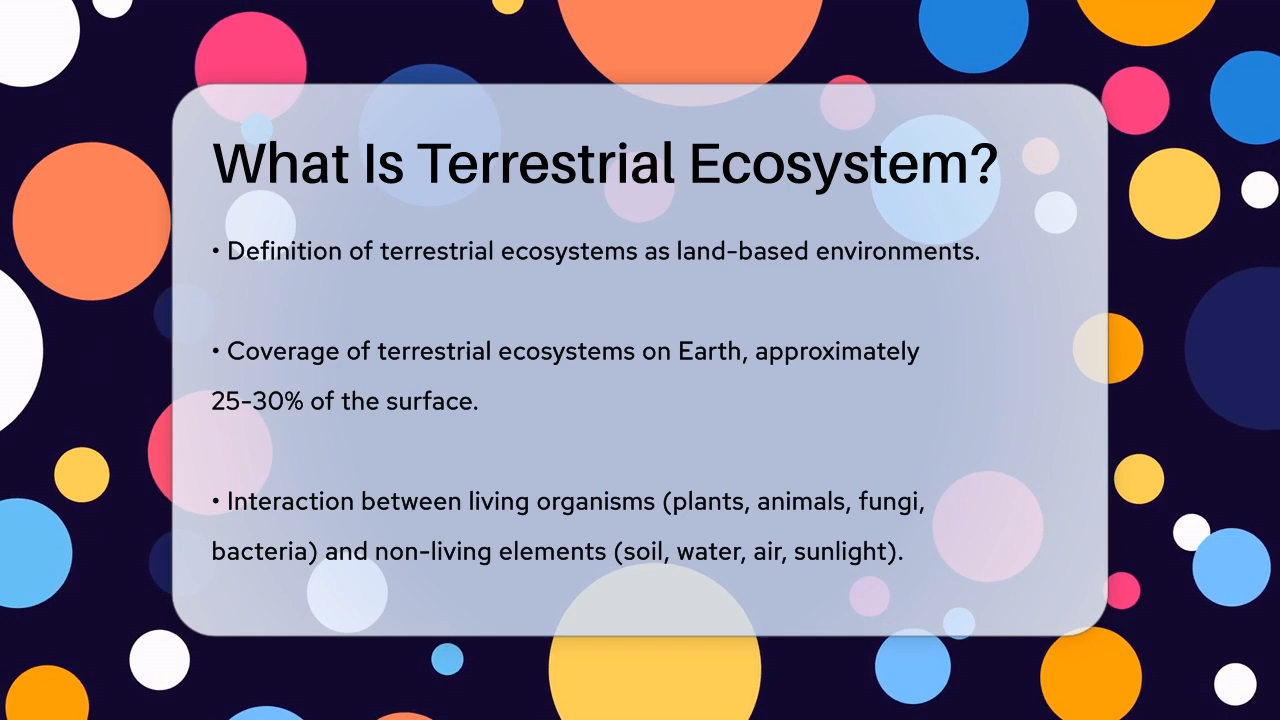 What Is Terrestrial Ecosystem?
• Definition of terrestrial ecosystems as land-based environments.
• Coverage of terrestrial ecosystems on Earth, approximately
25-30% of the surface.
• Interaction between living organisms (plants, animals, fungi,
bacteria) and non-living elements (soil, water, air, sunlight).